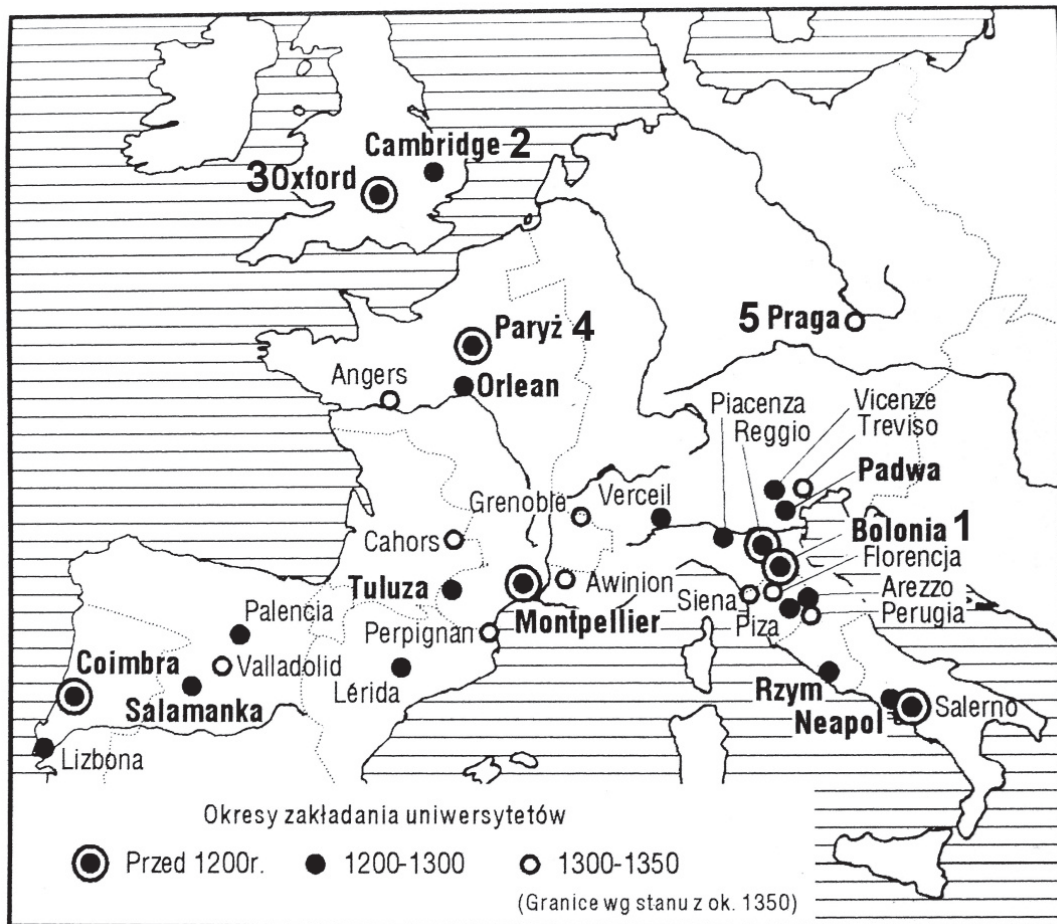 Cambridge 2
3Oxford
Paryż 4
5 Praga
Angers
Orlean
Piacenza
Reggio
Vicenze
Treviso
Padwa
Grenoble
Verceil
Bolonia 1
Cahors
Florencja
Tuluza
Awinion
Siena
Arezzo
Palencia
Perpignan
Montpellier
Piza
Perugia
Coimbra
Valladolid
Salamanka
Lérida
Rzym
Neapol
Salerno
Lizbona
Okresy zakładania uniwersytetów
Przed 1200r.
1200-1300
1300-1350
(Granice wg stanu z ok. 1350)